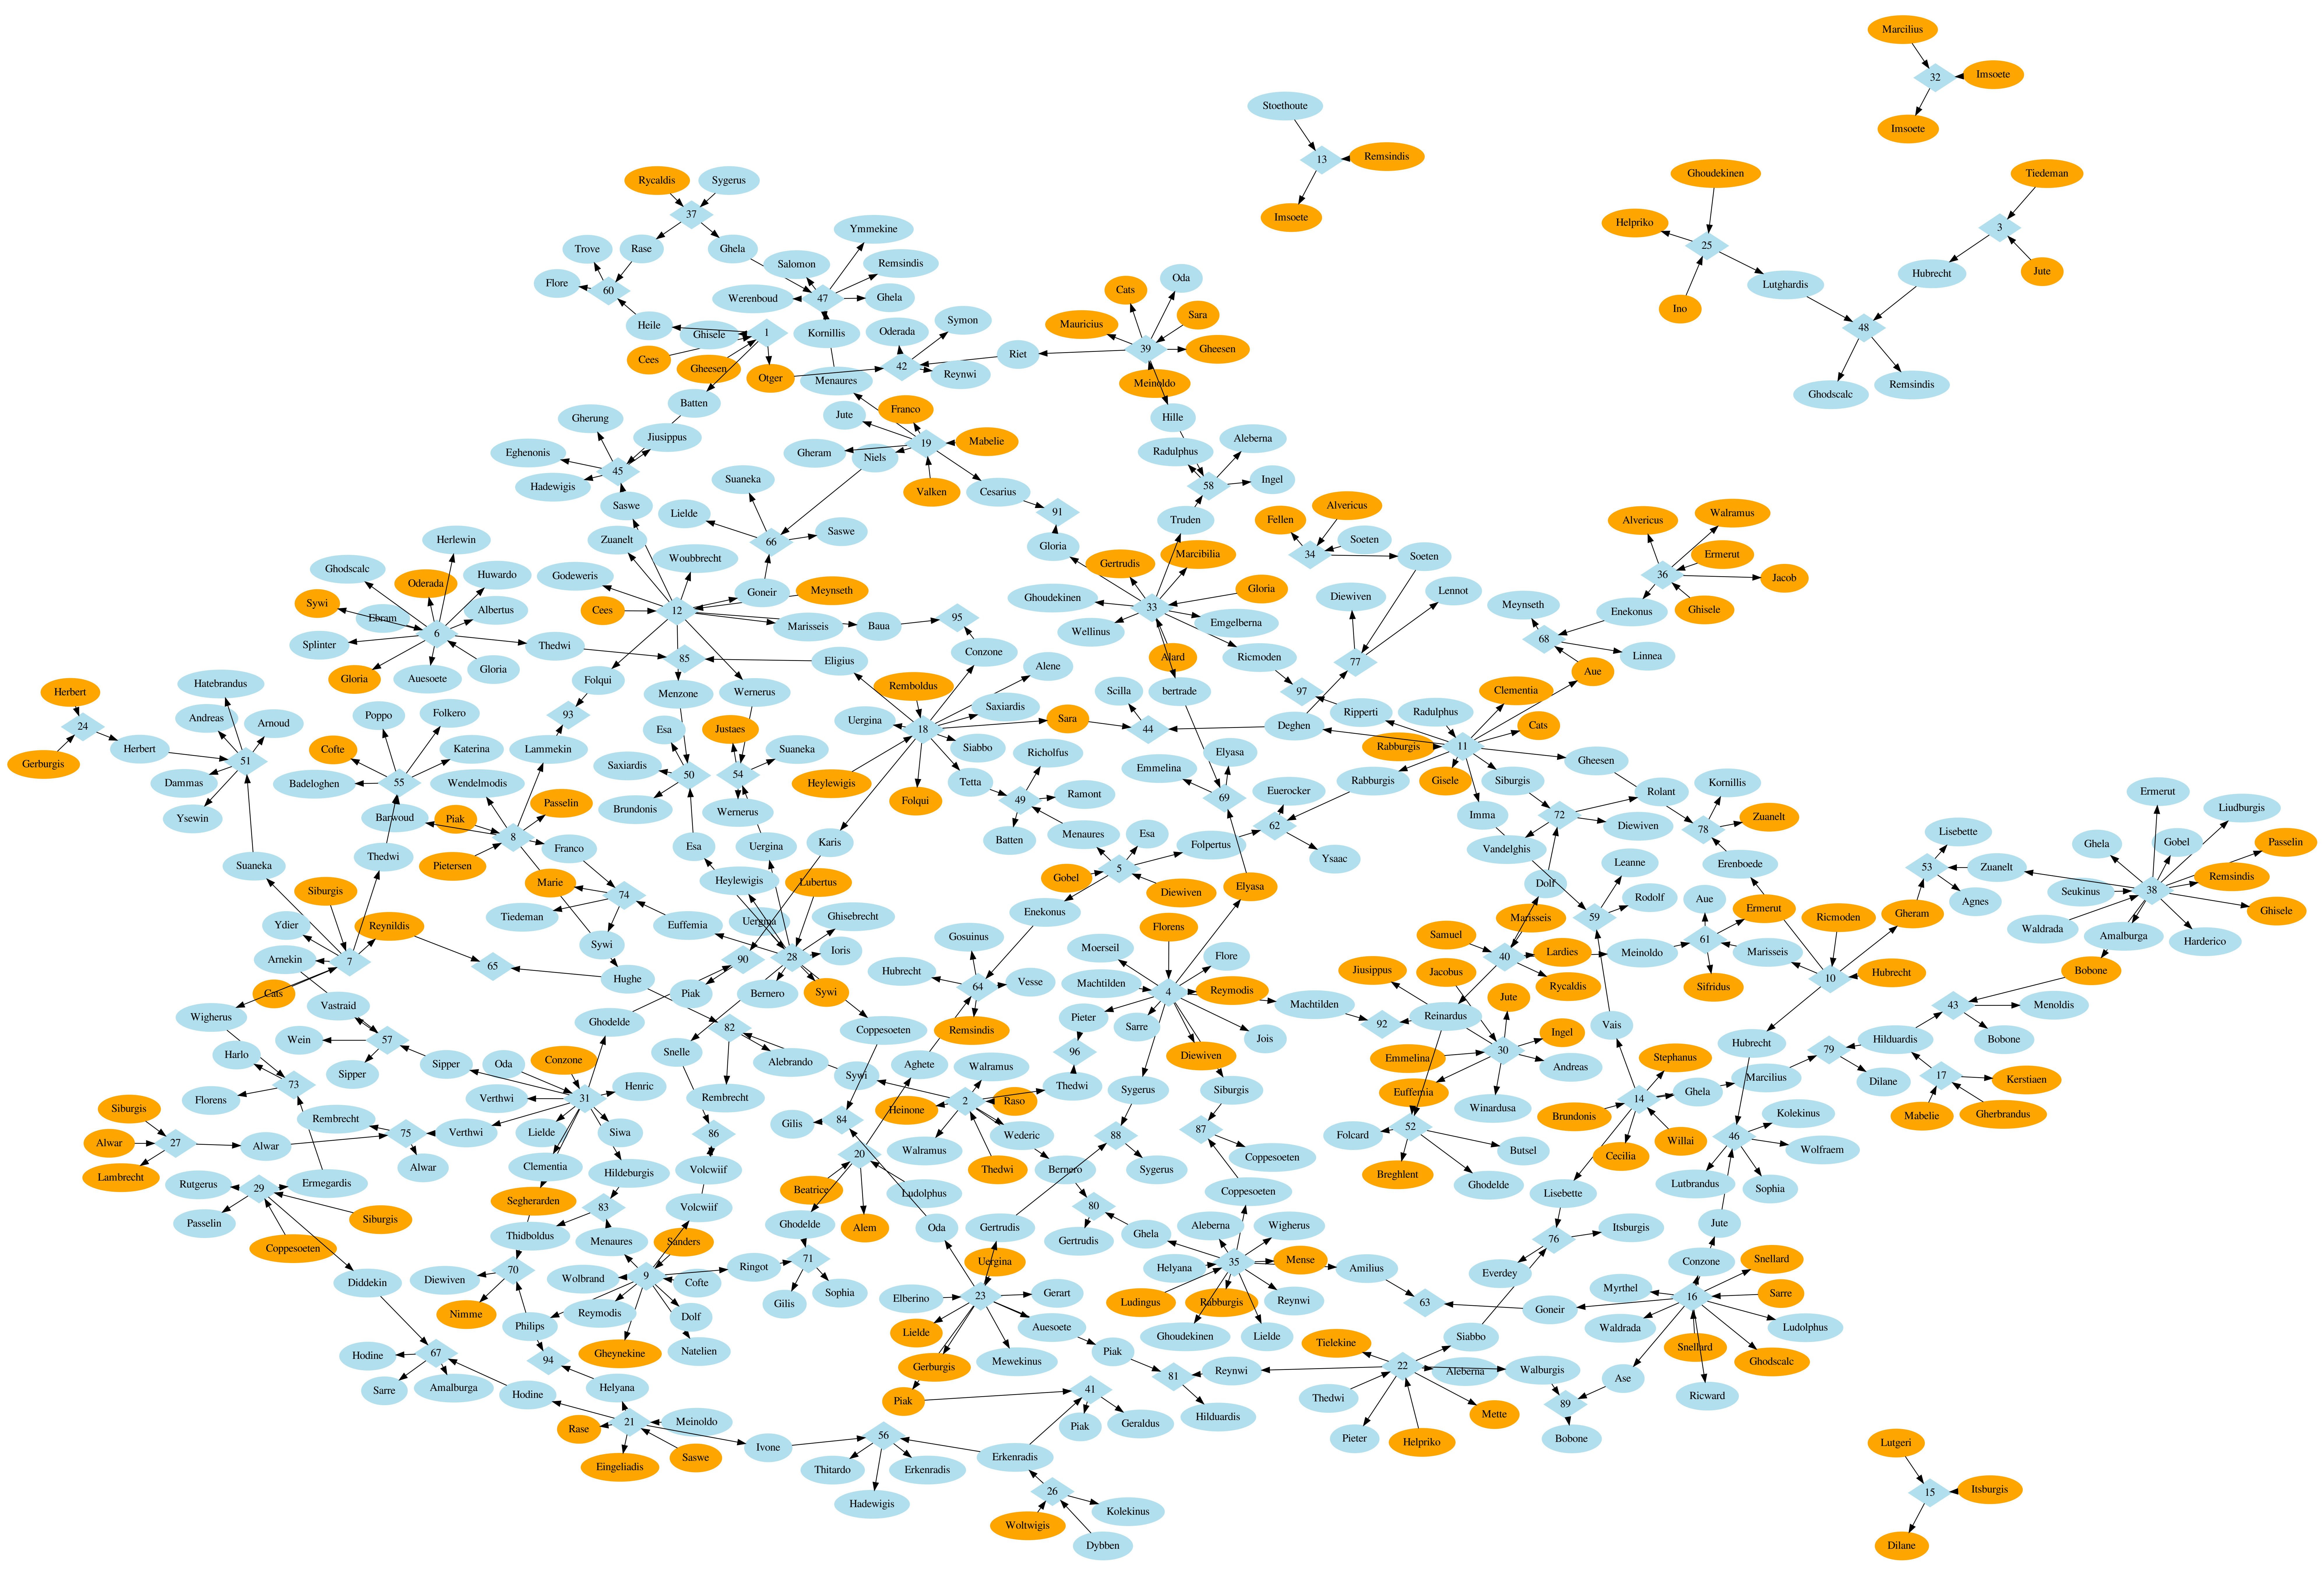 Marcilius
32
Imsoete
Imsoete
Stoethoute
13
Remsindis
Imsoete
Ghoudekinen
Helpriko
25
Ino
Lutghardis
Tiedeman
3
Jute
Hubrecht
48
Ghodscalc
Remsindis
Rycaldis
Sygerus
37
Rase
Ghela
Trove
Flore
60
Heile
Ymmekine
Salomon
Remsindis
Werenboud
47
Ghela
Kornillis
Ghisele
1
Cees
Gheesen
Otger
Batten
Oderada
Symon
42
Reynwi
Riet
Menaures
Cats
Oda
Mauricius
Sara
39
Gheesen
Meinoldo
Hille
Gherung
Jiusippus
Eghenonis
45
Hadewigis
Saswe
Jute
Franco
Gheram
19
Mabelie
Niels
Valken
Cesarius
91
Gloria
Radulphus
Aleberna
58
Ingel
Truden
Suaneka
Lielde
66
Saswe
Zuanelt
Woubbrecht
Godeweris
Goneir
Meynseth
Cees
12
Marisseis
Baua
95
Conzone
Herlewin
Ghodscalc
Oderada
Huwardo
Sywi
Albertus
Ebram
6
Splinter
Gloria
Auesoete
Gloria
Thedwi
85
Eligius
Folqui
93
Menzone
Wernerus
Lammekin
Gertrudis
Marcibilia
Ghoudekinen
33
Gloria
Wellinus
Emgelberna
Alard
Ricmoden
bertrade
97
Fellen
Alvericus
34
Soeten
Soeten
Diewiven
Lennot
77
Alvericus
Walramus
36
Ermerut
Jacob
Ghisele
Enekonus
Meynseth
68
Linnea
Aue
Herbert
24
Gerburgis
Herbert
Hatebrandus
Andreas
Arnoud
51
Dammas
Ysewin
Suaneka
Poppo
Folkero
Cofte
Katerina
Badeloghen
55
Wendelmodis
Barwoud
Piak
8
Passelin
Pietersen
Franco
Thedwi
Marie
74
Tiedeman
Sywi
Euffemia
Esa
Saxiardis
50
Brundonis
Esa
Justaes
Suaneka
54
Wernerus
Uergina
Remboldus
Alene
Uergina
18
Saxiardis
Sara
Siabbo
Heylewigis
Folqui
Tetta
Karis
Richolfus
49
Ramont
Batten
Menaures
Scilla
44
Deghen
Elyasa
Emmelina
69
Euerocker
62
Ysaac
Folpertus
Ripperti
Radulphus
Clementia
Cats
Rabburgis
11
Gisele
Rabburgis
Imma
Siburgis
Gheesen
Rolant
72
Diewiven
Vandelghis
Kornillis
78
Zuanelt
Erenboede
Leanne
59
Rodolf
Dolf
Siburgis
Ydier
Reynildis
Arnekin
7
Cats
Wigherus
65
Hughe
Heylewigis
Lubertus
Uergina
Ghisebrecht
28
Ioris
Sywi
Bernero
90
Piak
Ghodelde
Coppesoeten
Esa
5
Gobel
Diewiven
Enekonus
Elyasa
Gosuinus
Hubrecht
64
Vesse
Remsindis
Florens
Moerseil
Flore
Machtilden
4
Reymodis
Machtilden
Pieter
Sarre
Jois
Diewiven
92
Marisseis
Samuel
40
Lardies
Rycaldis
Meinoldo
Aue
61
Ermerut
Marisseis
Sifridus
Ricmoden
10
Hubrecht
Gheram
Lisebette
53
Zuanelt
Agnes
Ermerut
Ghela
Gobel
Liudburgis
Passelin
Seukinus
38
Remsindis
Ghisele
Waldrada
Amalburga
Harderico
Bobone
43
Menoldis
Bobone
Hilduardis
79
Dilane
17
Kerstiaen
Mabelie
Gherbrandus
Jiusippus
Jacobus
Jute
Reinardus
Ingel
Emmelina
30
Andreas
Euffemia
Winardusa
52
Folcard
Butsel
Breghlent
Ghodelde
Vais
Stephanus
14
Ghela
Marcilius
Brundonis
Cecilia
Willai
Lisebette
Hubrecht
46
Kolekinus
Wolfraem
Lutbrandus
Sophia
Jute
Vastraid
Wein
57
Sipper
Sipper
Harlo
73
Florens
Rembrecht
75
Alwar
Verthwi
Siburgis
Alwar
27
Alwar
Lambrecht
Rutgerus
29
Ermegardis
Passelin
Siburgis
Coppesoeten
Diddekin
Oda
Conzone
Verthwi
31
Henric
Lielde
Siwa
Clementia
Segherarden
Hildeburgis
83
Thidboldus
Menaures
Snelle
82
Alebrando
Rembrecht
86
Volcwiif
Volcwiif
Sywi
Gilis
84
Aghete
2
Walramus
Heinone
Raso
Walramus
Wederic
Thedwi
Thedwi
96
Bernero
80
Gertrudis
Ghela
Sygerus
88
Sygerus
Siburgis
87
Coppesoeten
Coppesoeten
20
Beatrice
Ludolphus
Ghodelde
Alem
71
Gilis
Sophia
Ringot
Sanders
Wolbrand
9
Cofte
Reymodis
Dolf
Gheynekine
Natelien
Philips
Diewiven
70
Nimme
94
Helyana
Oda
Gertrudis
Uergina
Elberino
23
Gerart
Lielde
Auesoete
Gerburgis
Mewekinus
Piak
Piak
81
Reynwi
Hilduardis
Aleberna
Wigherus
Helyana
35
Mense
Ludingus
Rabburgis
Reynwi
Ghoudekinen
Lielde
Amilius
63
Goneir
Itsburgis
76
Everdey
Siabbo
Tielekine
22
Aleberna
Walburgis
Thedwi
Mette
Pieter
Helpriko
89
Bobone
Ase
Conzone
Snellard
Myrthel
16
Sarre
Waldrada
Ludolphus
Snellard
Ghodscalc
Ricward
Hodine
67
Sarre
Amalburga
Hodine
Rase
21
Meinoldo
Eingeliadis
Saswe
Ivone
56
Thitardo
Erkenradis
Hadewigis
Erkenradis
41
Piak
Geraldus
26
Woltwigis
Kolekinus
Dybben
Lutgeri
15
Itsburgis
Dilane